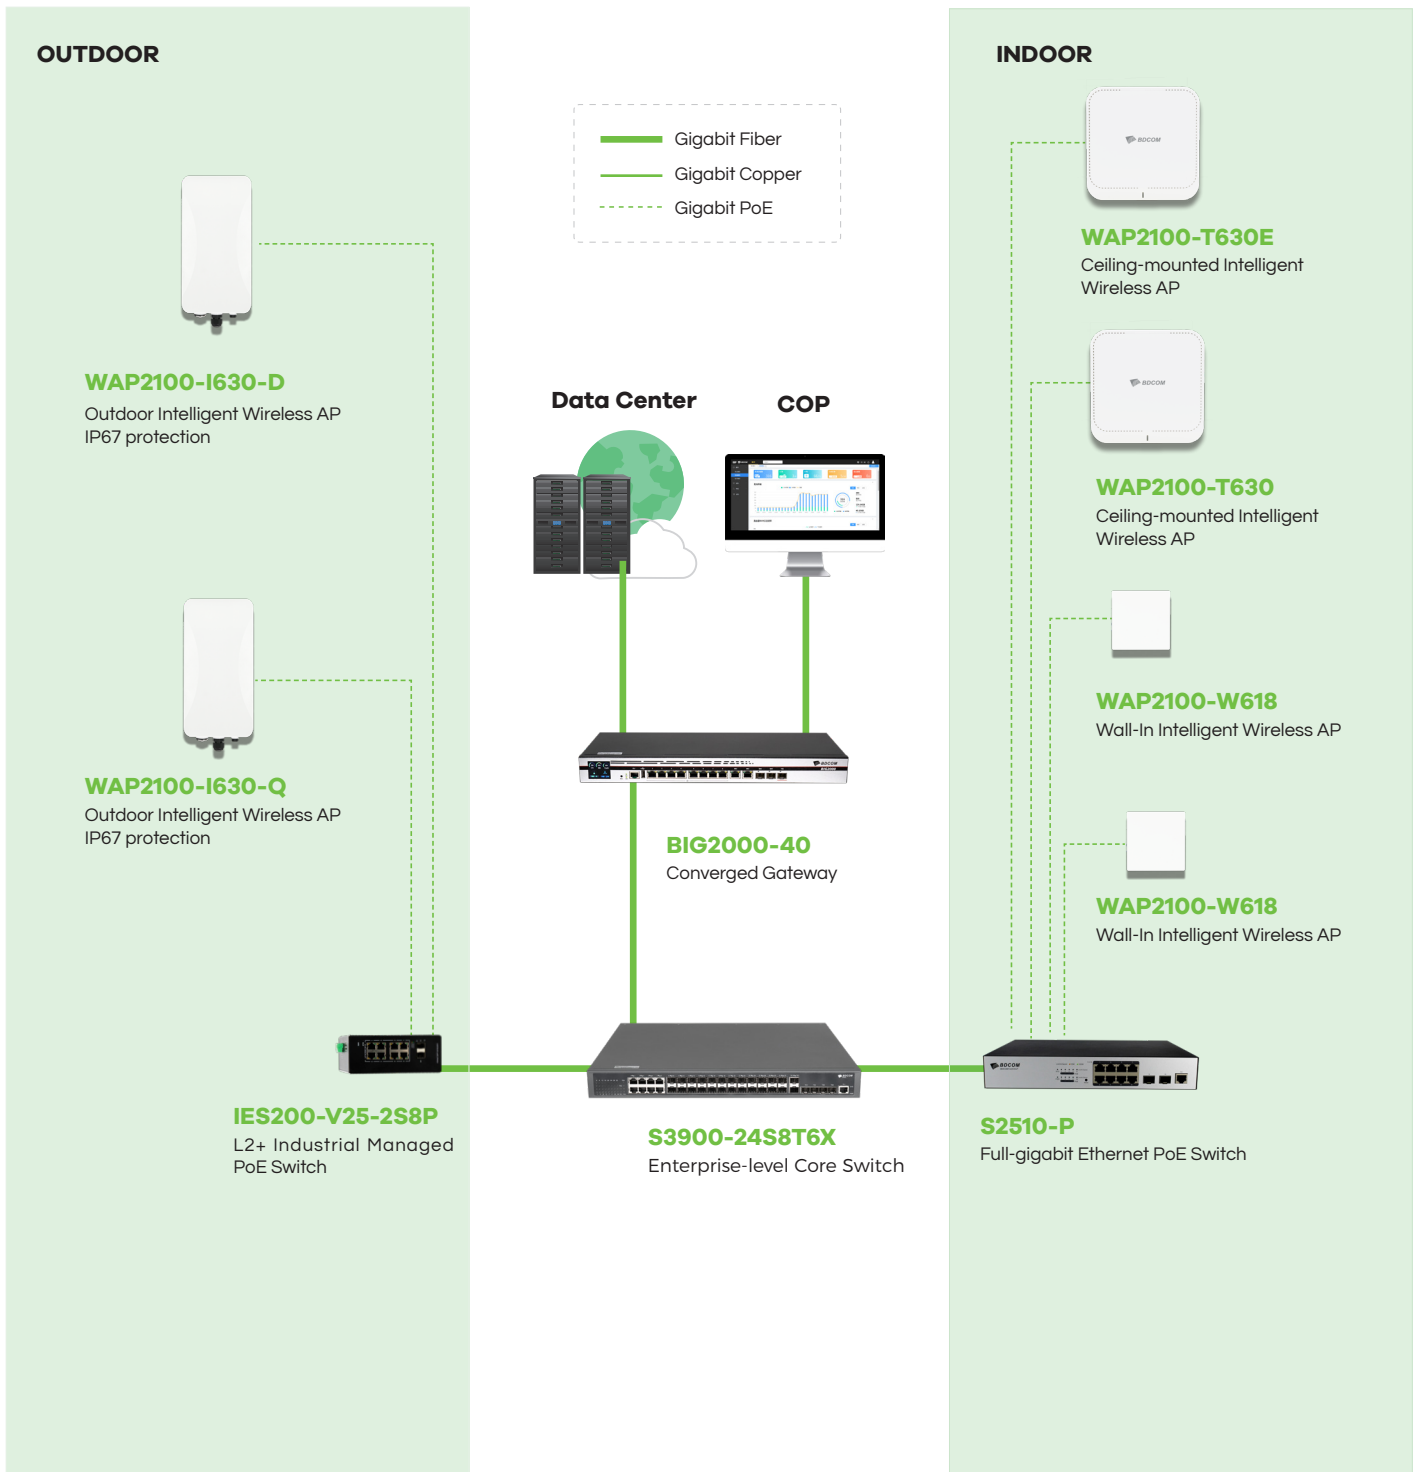 OUTDOOR
INDOOR
Gigabit Fiber
Gigabit Copper
Gigabit PoE
BDCOM
WAP2100-T630E
Ceiling-mounted Intelligent
Wireless AP
WAP2100-I630-D
Outdoor Intelligent Wireless AP
IP67 protection
Data Center
COP
BDCOM
WAP2100-T630
Ceiling-mounted Intelligent
Wireless AP
WAP2100-W618
Wall-In Intelligent Wireless AP
WAP2100-I630-Q
Outdoor Intelligent Wireless AP
IP67 protection
BDCOM
BIG2000-40
Converged Gateway
WAP2100-W618
Wall-In Intelligent Wireless AP
BDCOM
IES200-V25-2S8P
L2+ Industrial Managed
PoE Switch
S3900-24S8T6X
Enterprise-level Core Switch
S2510-P
Full-gigabit Ethernet PoE Switch